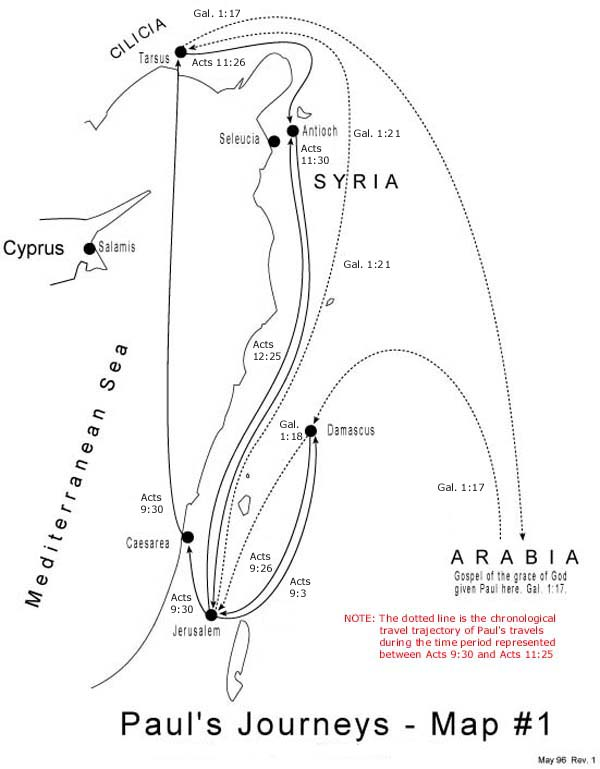 Gal. 1:17
CILICIA
Tarsus
Acts 11:26
Seleucia
Antioch
Gal. 1:21
Acts
11:30
SYRIA
Cyprus
Salamis
Gal. 1:21
Acts
12:25
Mediterranean Sea
Gal.
1:18
Damascus
Gal. 1:17
Acts
9:30
Caesarea
ARABIA
Gospel of the grace of God
given Paul here. Gal. 1:17.
Acts
9:26
Acts
9:3
Acts
9:30
Jerusalem
NOTE: The dotted line is the chronological
travel trajectory of Paul's travels
during the time period represented
between Acts 9:30 and Acts 11:25
Paul's Journeys - Map #1
May 96 Rev. 1